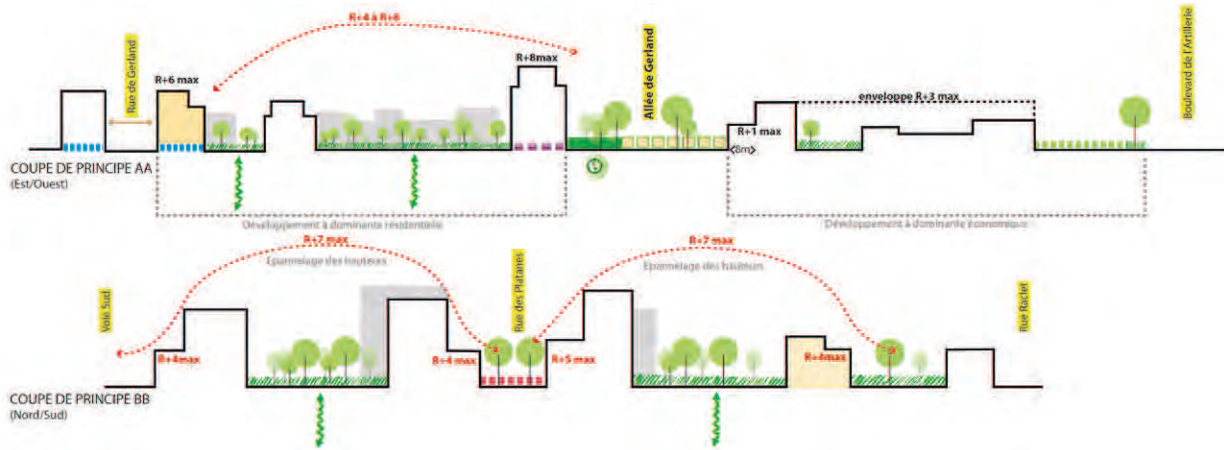 R+4 à R+6
Rue de Gerland
R+6 max
R+8max
Allée de Gerland
Boulevard de l'Artillerie
enveloppe R+3 max
R+1 max
8m
COUPE DE PRINCIPE AA
(Est/Ouest)
Développement à dominante résidentielle
Développement à dominante économique
R+7 max
Epannelage des hauteurs
R+7 max
Epannelage des hauteurs
Voie Sud
Rue des Platanes
Rue Raclet
R+4max
R+4 max
R+5 max
R+4max
COUPE DE PRINCIPE BB
(Nord/Sud)